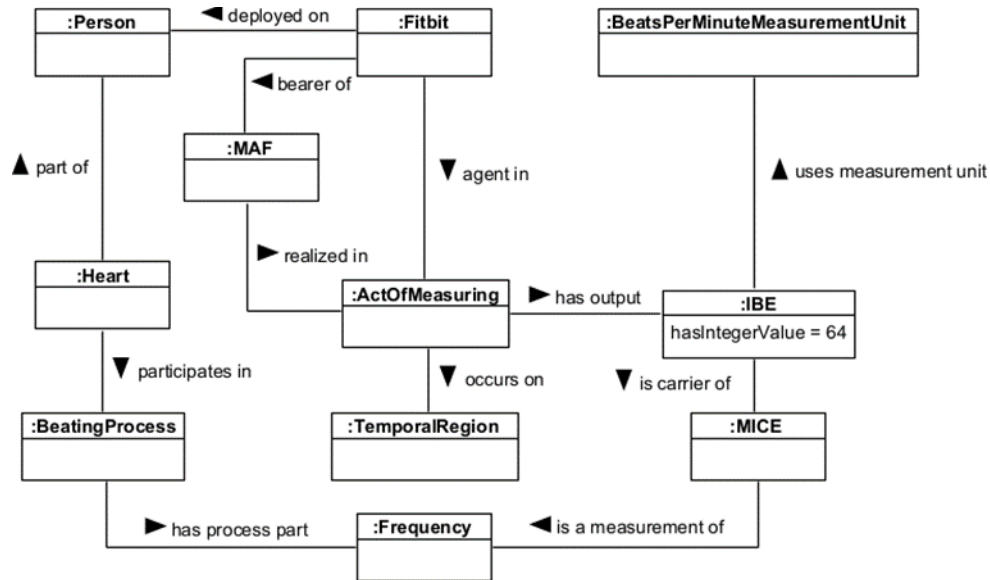 :Person
deployed on
:Fitbit
:BeatsPerMinuteMeasurementUnit
bearer of
:MAF
part of
agent in
uses measurement unit
realized in
:Heart
:ActOfMeasuring
has output
:IBE
hasIntegerValue = 64
participates in
occurs on
is carrier of
:BeatingProcess
:TemporalRegion
:MICE
has process part
:Frequency
is a measurement of